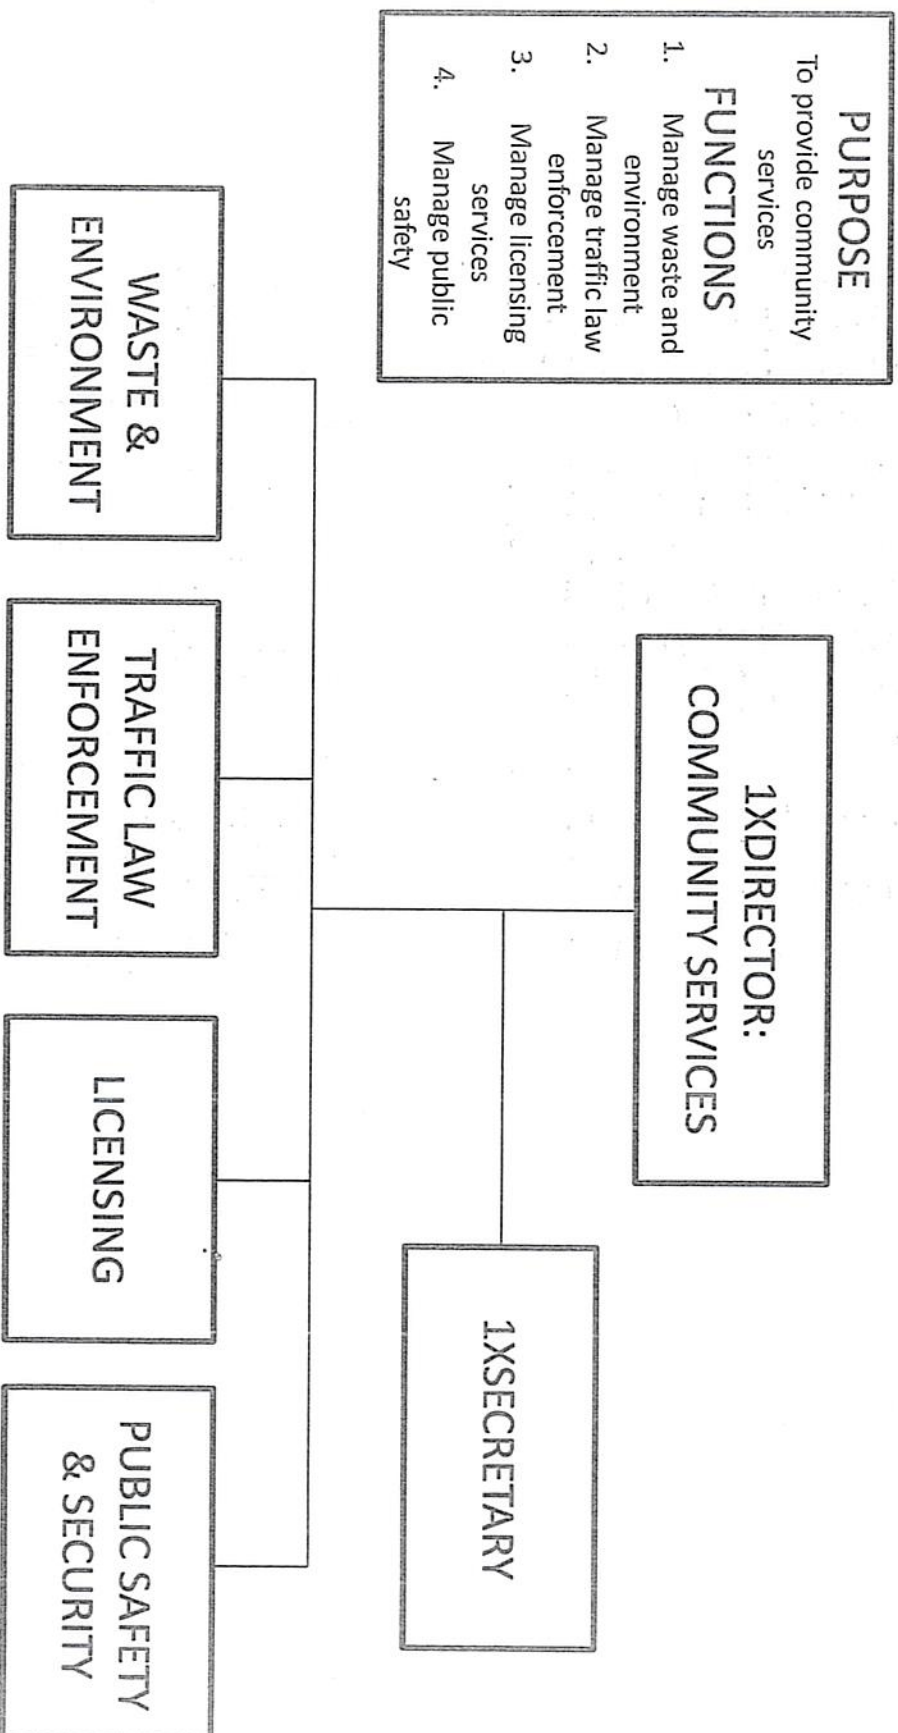 PURPOSE
To provide community
services
FUNCTIONS
1. Manage waste and
environment
2. Manage traffic law
enforcement
3. Manage licensing
services
4. Manage public
safety
1XDIRECTOR:
COMMUNITY SERVICES
1XSECRETARY
WASTE &
ENVIRONMENT
TRAFFIC LAW
ENFORCEMENT
LICENSING
PUBLIC SAFETY
& SECURITY